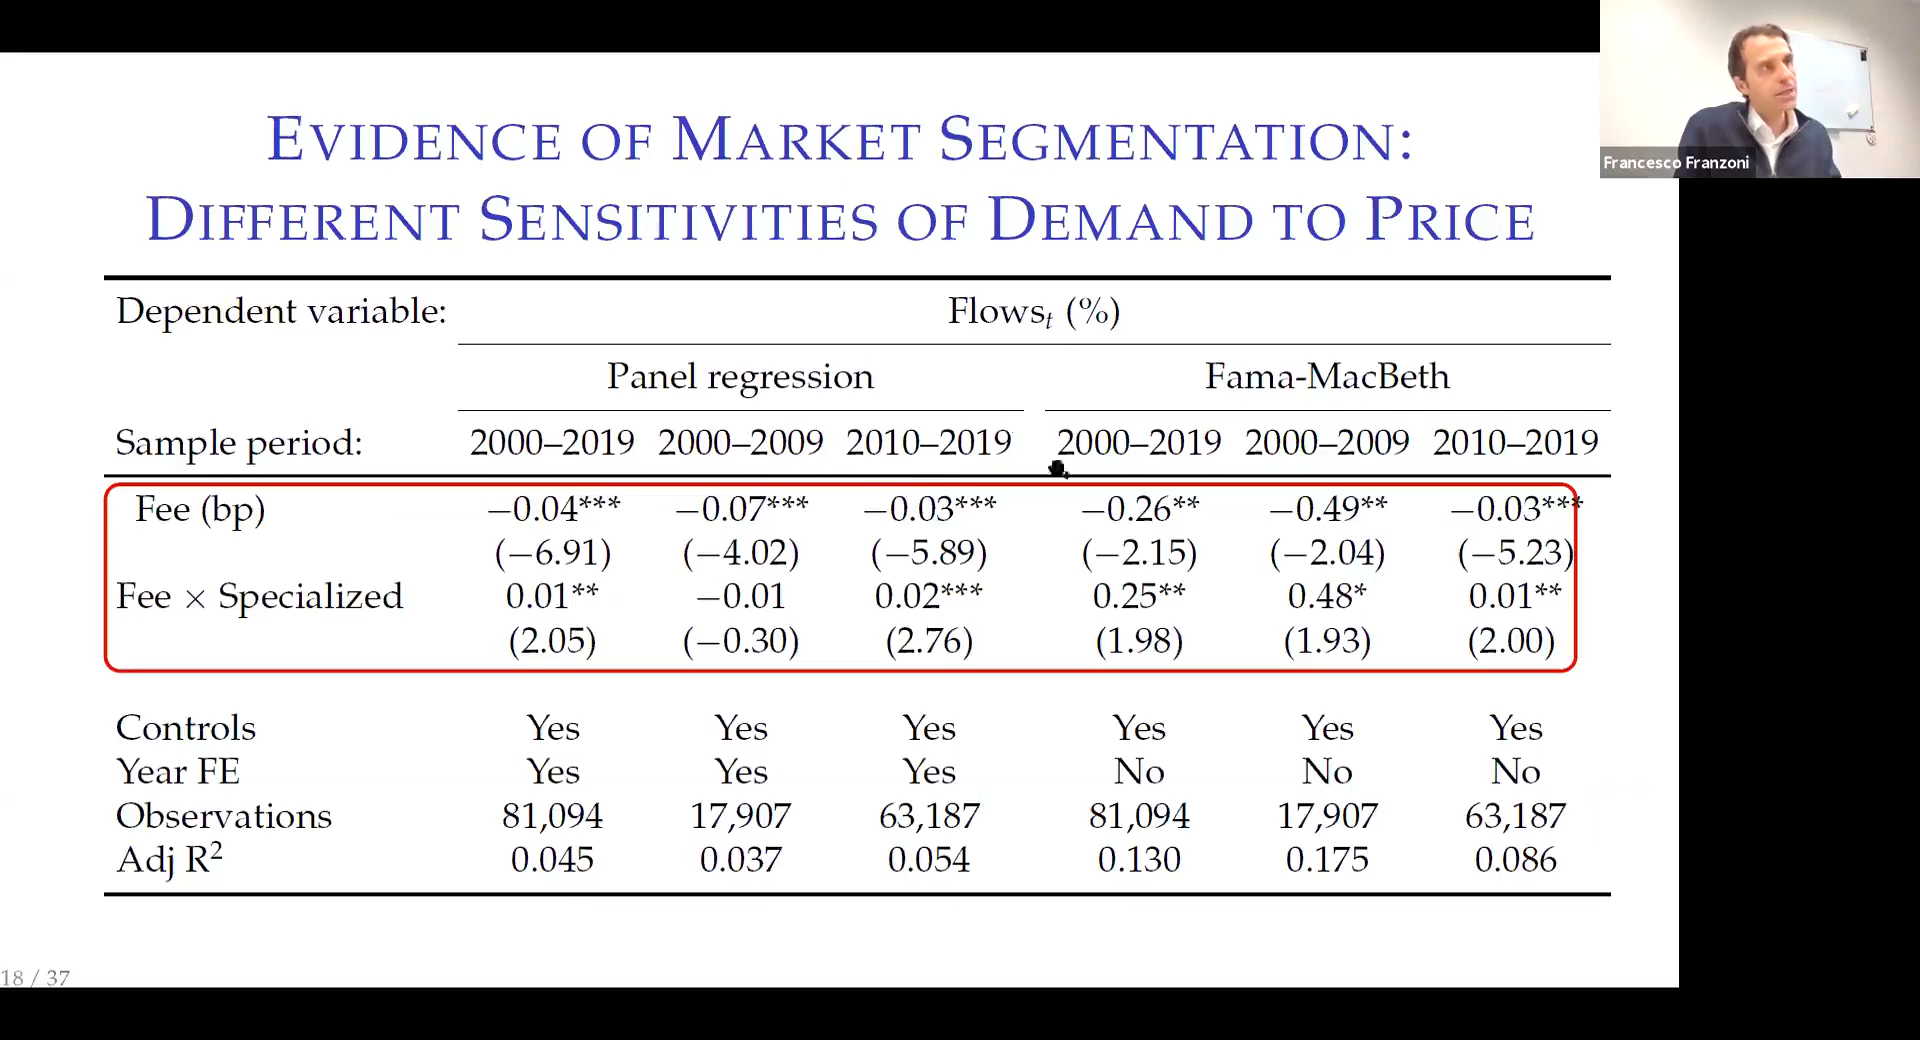 Francesco Franzoni
EVIDENCE OF MARKET SEGMENTATION:
DIFFERENT SENSITIVITIES OF DEMAND TO PRICE
Dependent variable: Flowst (%)
Panel regression Fama-MacBeth
Sample period: 2000–2019 2000–2009 2010–2019 2000–2019 2000–2009 2010–2019
Fee (bp) −0.04*** −0.07*** −0.03*** −0.26** −0.49** −0.03***
(−6.91) (−4.02) (−5.89) (−2.15) (−2.04) (−5.23)
Fee × Specialized 0.01** −0.01 0.02*** 0.25** 0.48* 0.01**
(2.05) (−0.30) (2.76) (1.98) (1.93) (2.00)
Controls Yes Yes Yes Yes Yes Yes
Year FE Yes Yes Yes No No No
Observations 81,094 17,907 63,187 81,094 17,907 63,187
Adj R² 0.045 0.037 0.054 0.130 0.175 0.086
18 / 37